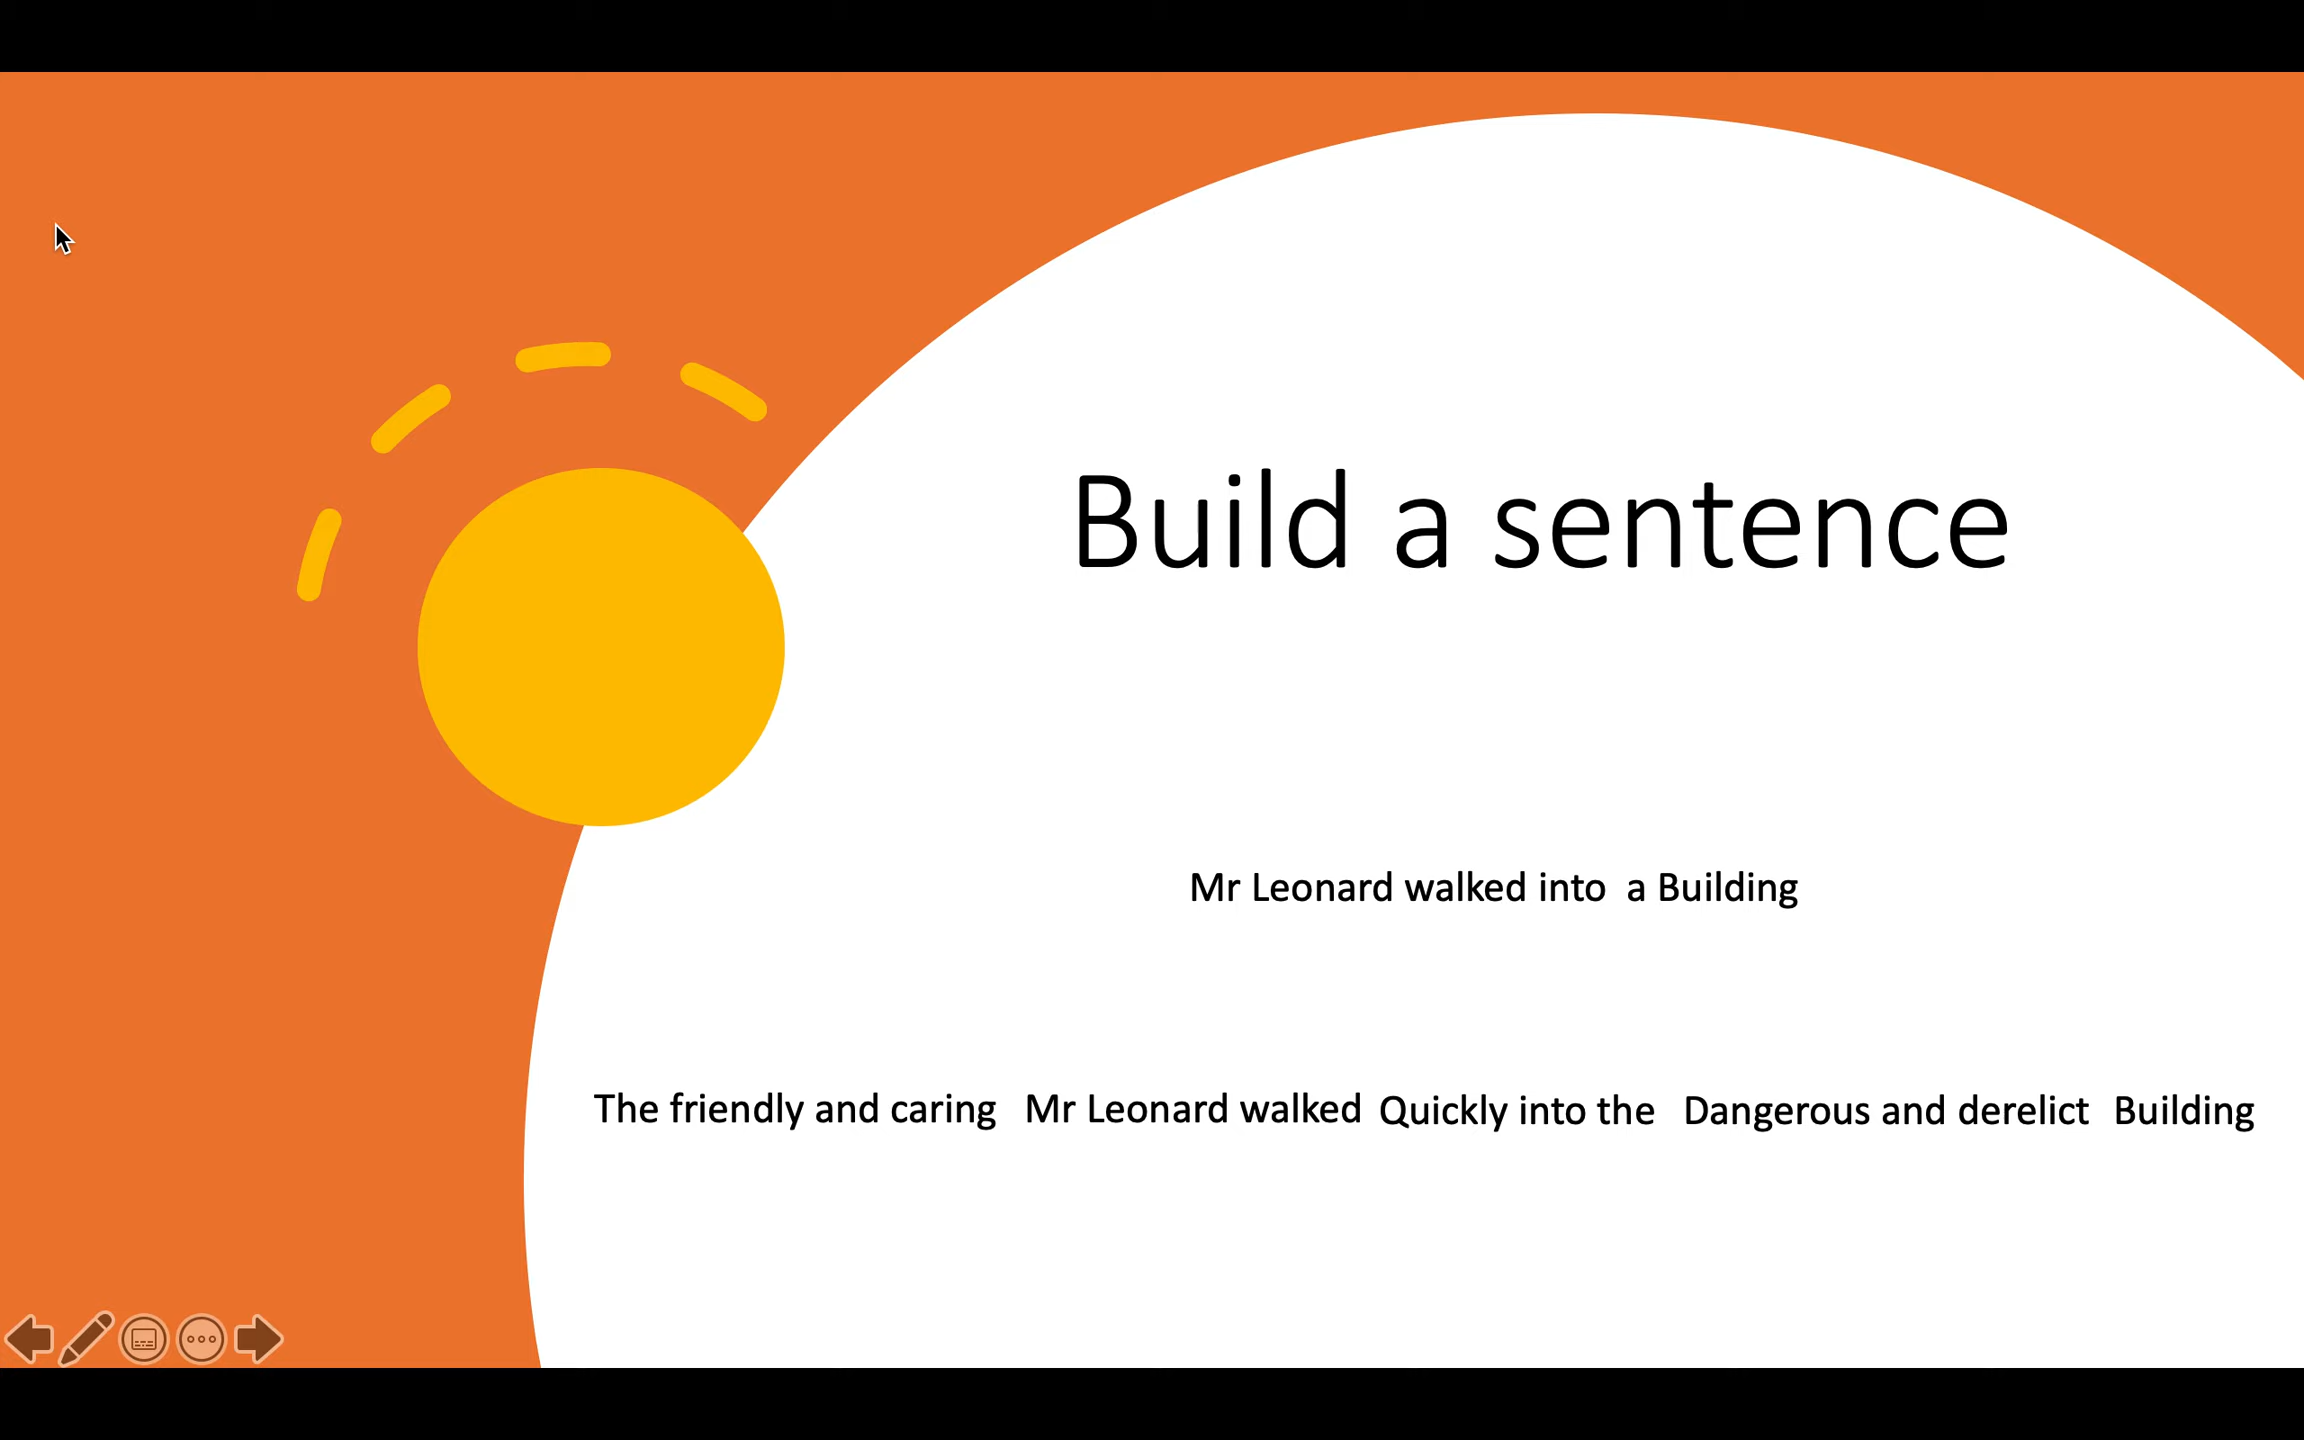 Build a sentence
Mr Leonard walked into  a Building
The friendly and caring Mr Leonard walked Quickly into the Dangerous and derelict Building